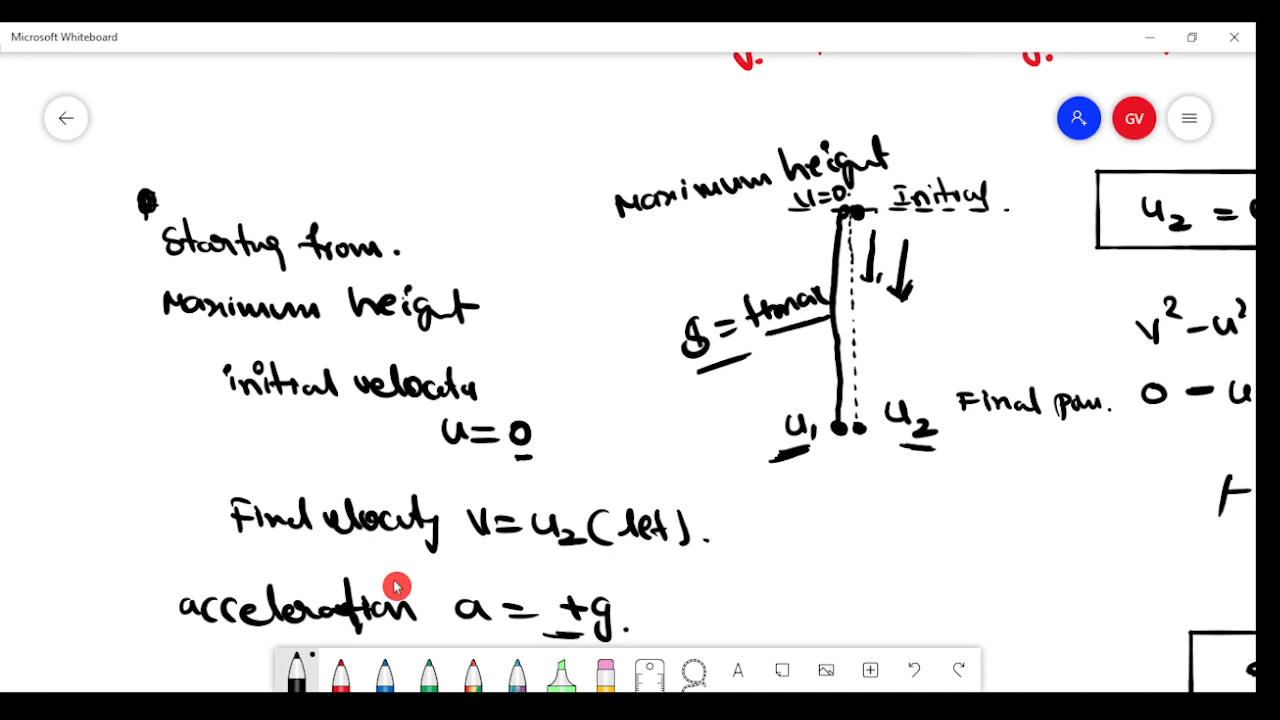 Microsoft Whiteboard
GV
Maximum height
V=0.
Initial.
u2 =
Starting from.
Maximum height
initial velocity
u = 0
S = Hmax
v² - u²
0 - u
u1
u2
Final pos.
Final velocity v = u2 (let).
acceleration a = +g.
A